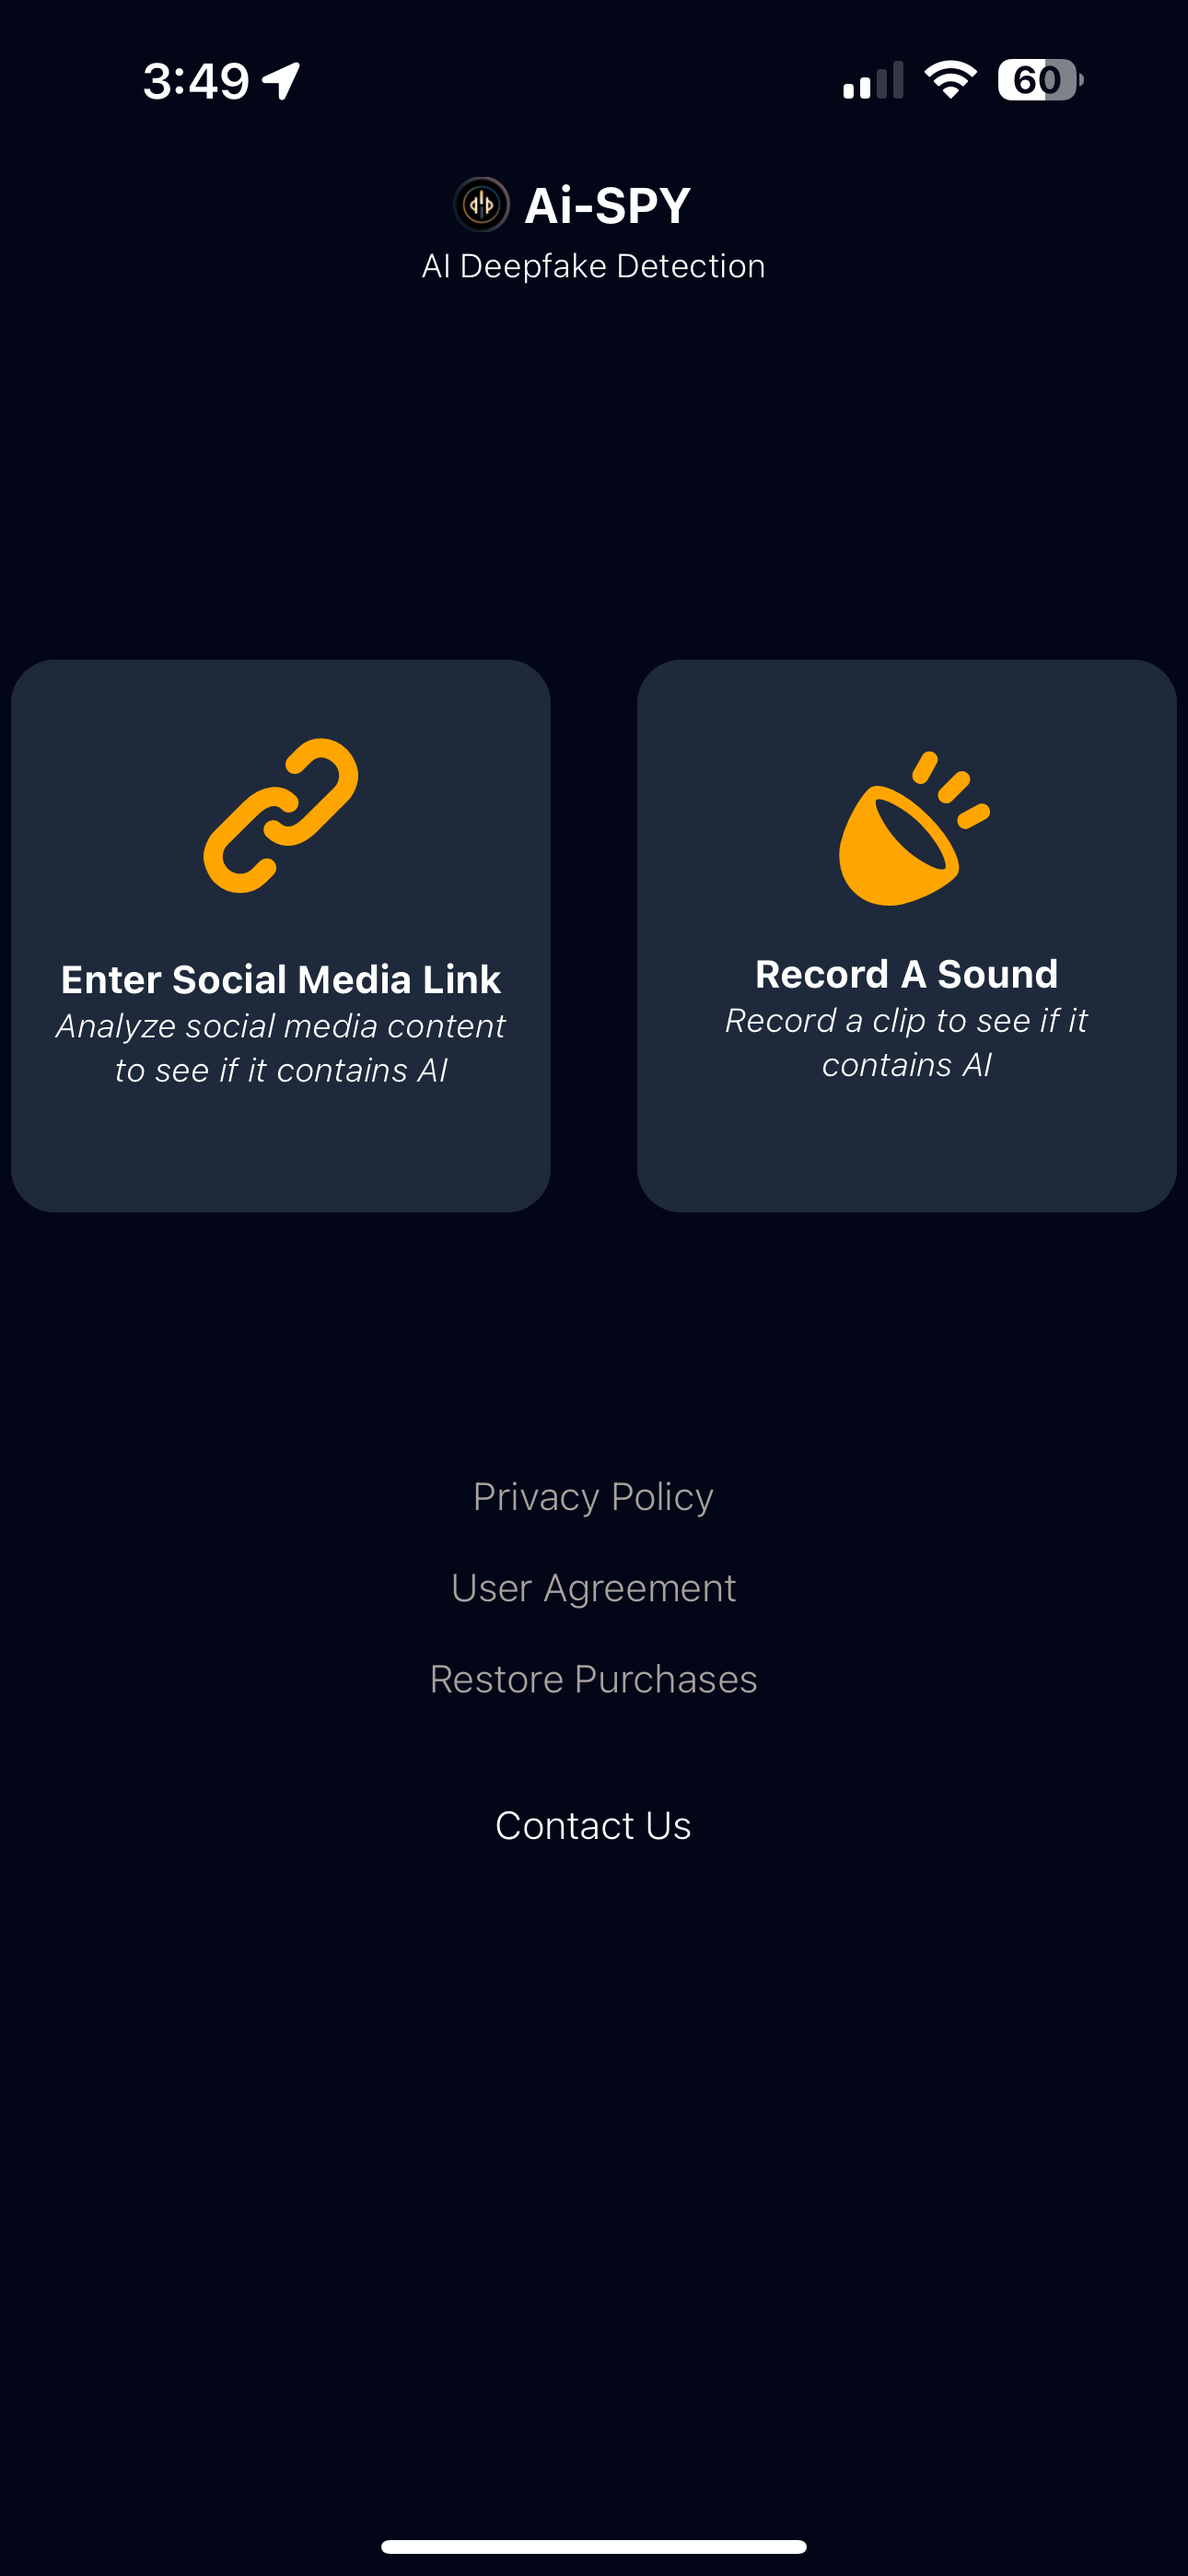 3:49
60
Ai-SPY
AI Deepfake Detection
Enter Social Media Link
Analyze social media content
to see if it contains AI
Record A Sound
Record a clip to see if it
contains AI
Privacy Policy
User Agreement
Restore Purchases
Contact Us